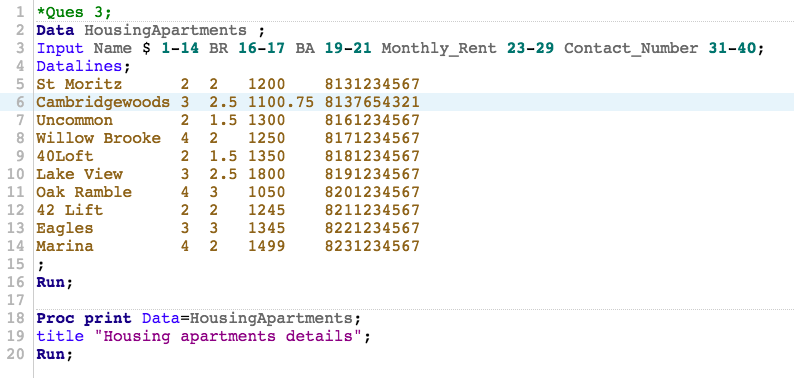 1 *Ques 3;
2 Data HousingApartments ;
3 Input Name $ 1-14 BR 16-17 BA 19-21 Monthly_Rent 23-29 Contact_Number 31-40;
4 Datalines;
5 St Moritz      2  2   1200    8131234567
6 Cambridgewoods 3  2.5 1100.75 8137654321
7 Uncommon       2  1.5 1300    8161234567
8 Willow Brooke  4  2   1250    8171234567
9 40Loft         2  1.5 1350    8181234567
10 Lake View      3  2.5 1800    8191234567
11 Oak Ramble     4  3   1050    8201234567
12 42 Lift        2  2   1245    8211234567
13 Eagles         3  3   1345    8221234567
14 Marina         4  2   1499    8231234567
15 ;
16 Run;
17
18 Proc print Data=HousingApartments;
19 title "Housing apartments details";
20 Run;